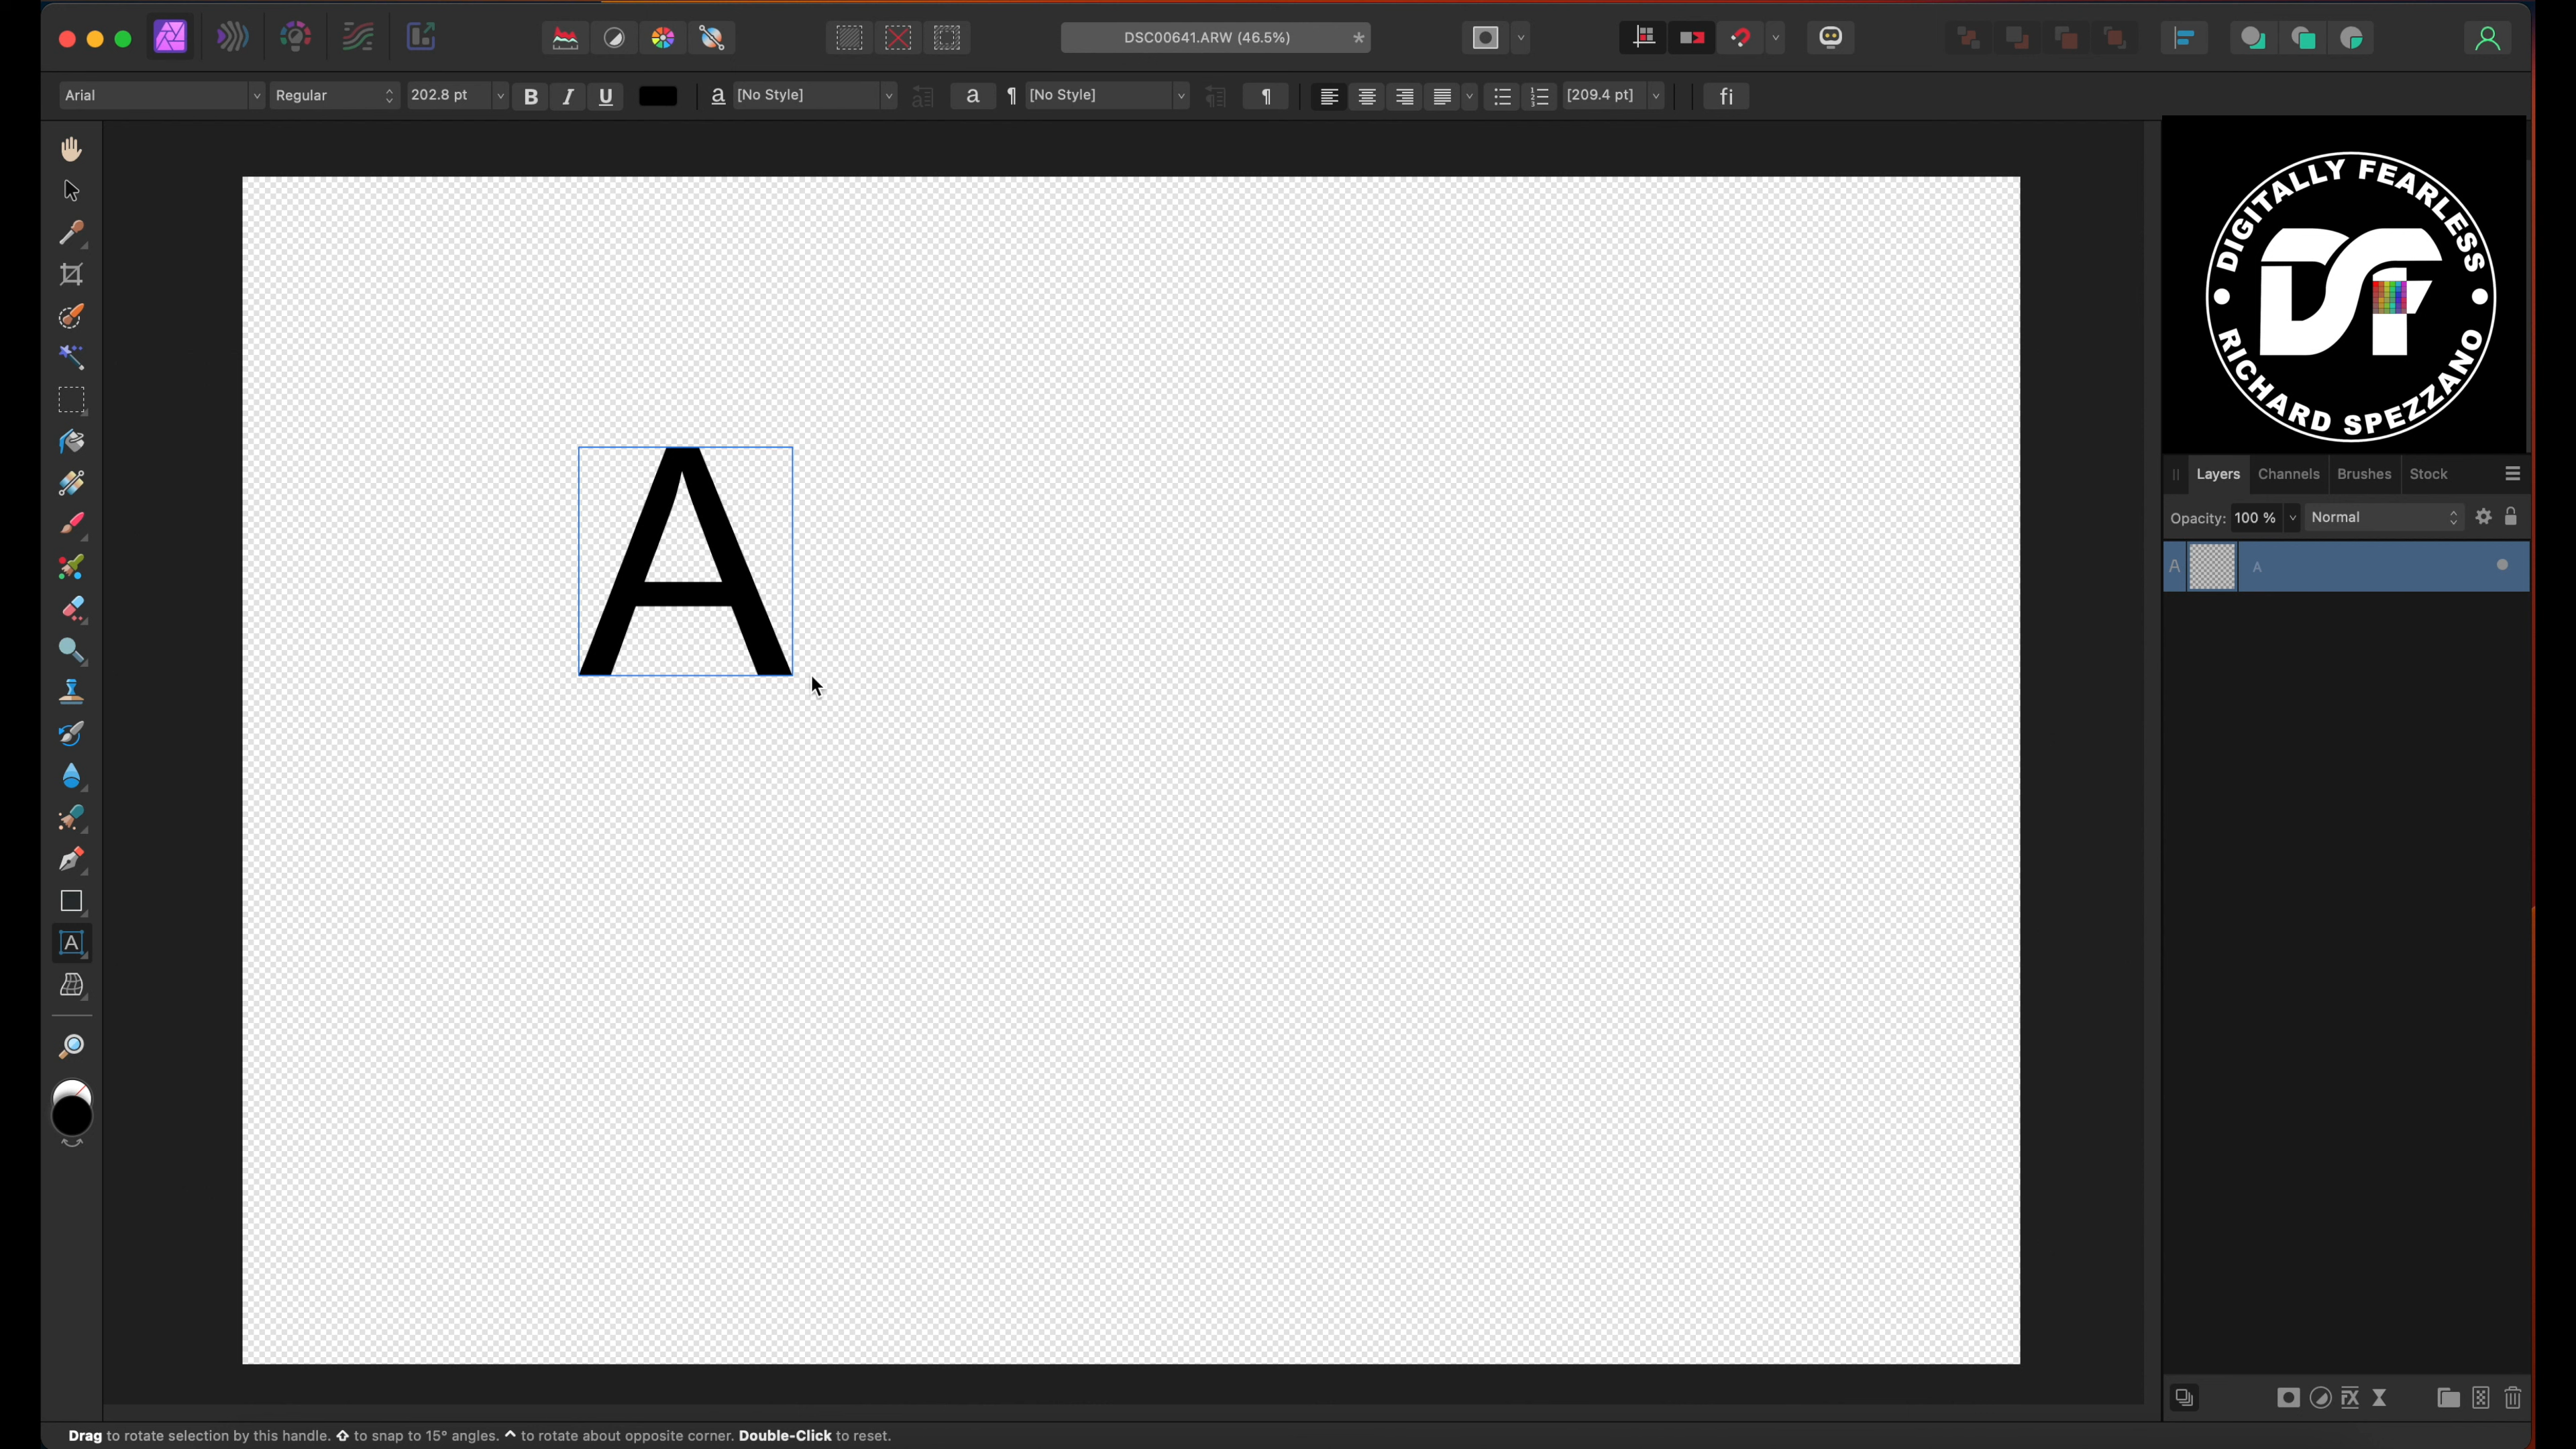 DSC00641.ARW (46.5%)
*
Arial
Regular
202.8 pt
B I U
a [No Style]
a
¶ [No Style]
¶
[209.4 pt]
fi
DIGITALLY FEARLESS
DSF
RICHARD SPEZZANO
A
Layers Channels Brushes Stock
Opacity: 100 % Normal
A A
A
FX
Drag to rotate selection by this handle. ⇧ to snap to 15° angles. ^ to rotate about opposite corner. Double-Click to reset.